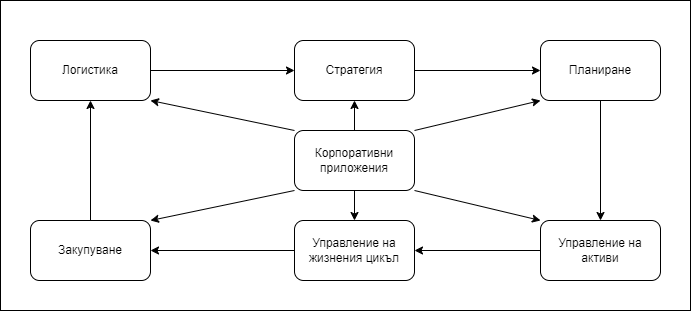 Логистика
Стратегия
Планиране
Корпоративни
приложения
Закупуване
Управление на
жизнения цикъл
Управление на
активи